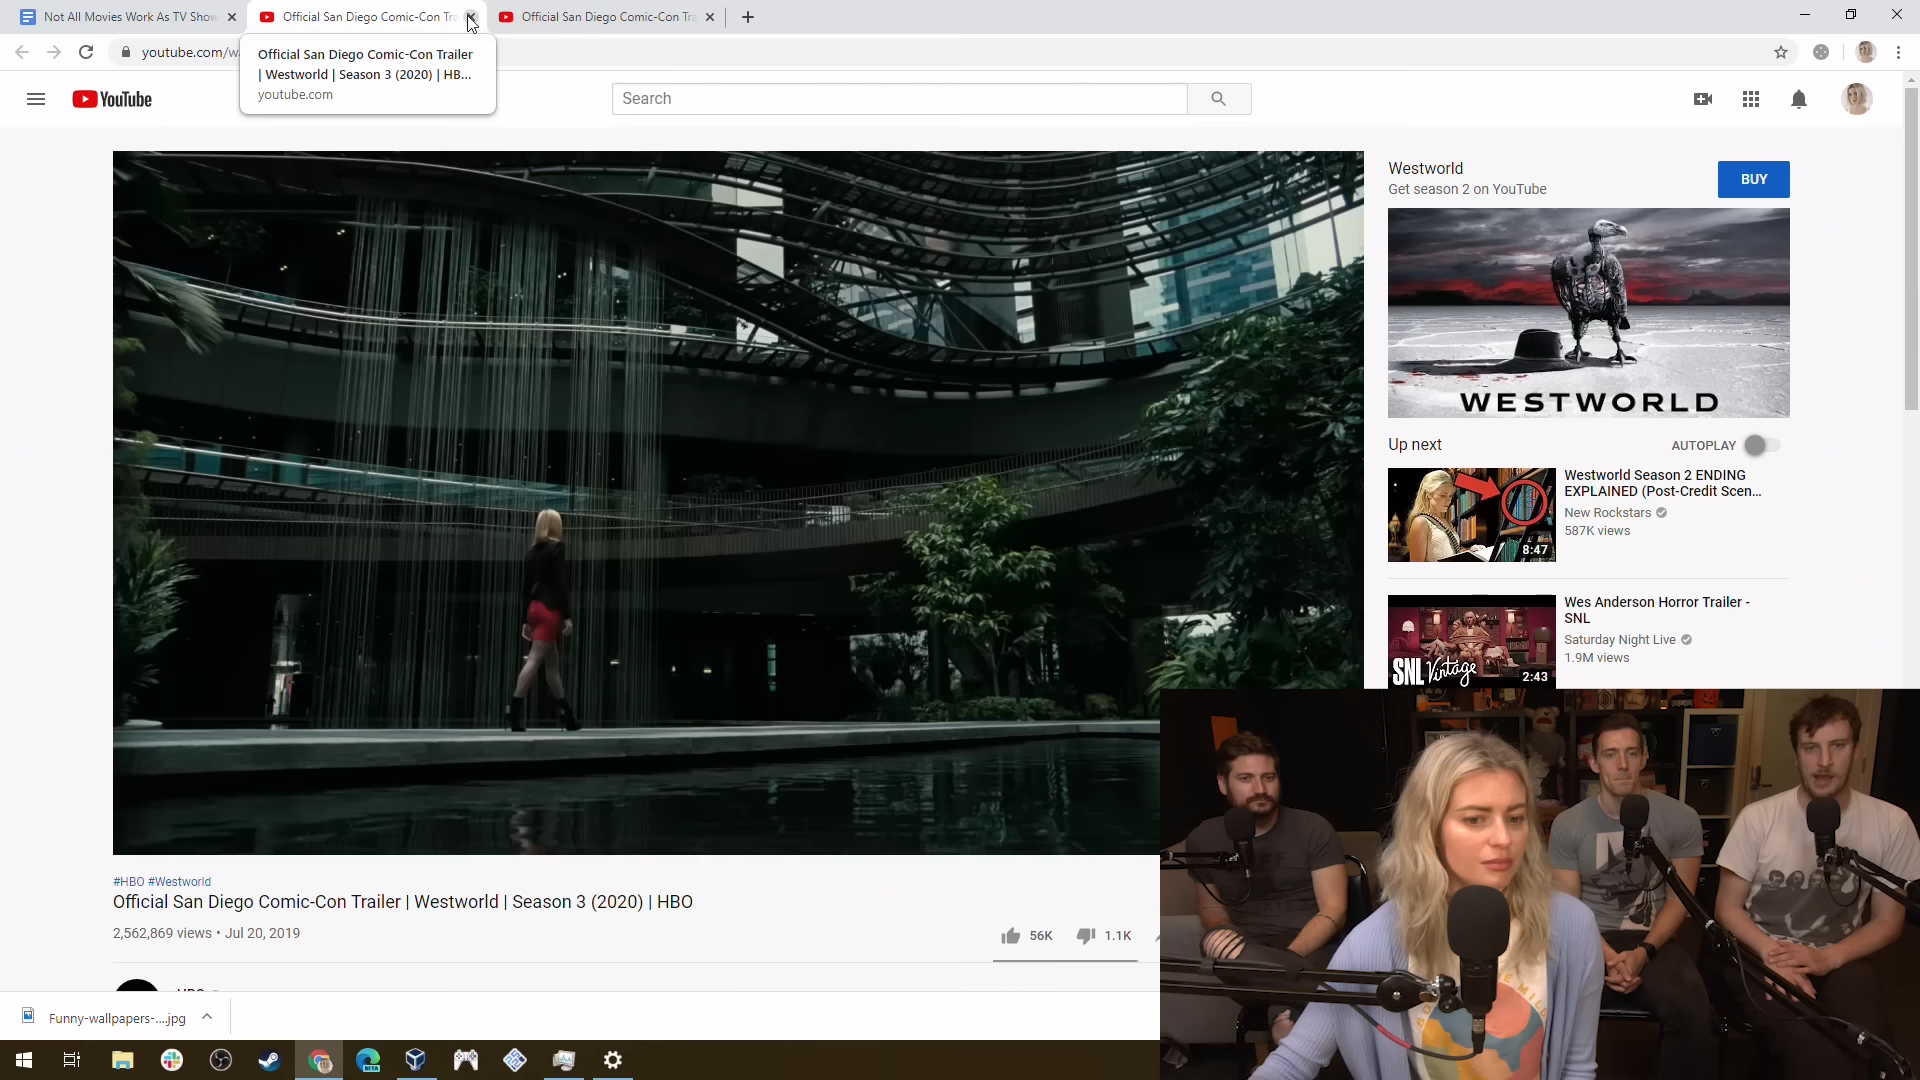 Not All Movies Work As TV Show
Official San Diego Comic-Con Tra
Official San Diego Comic-Con Tra
youtube.com/wa
Official San Diego Comic-Con Trailer
| Westworld | Season 3 (2020) | HB...
youtube.com
YouTube
Search
Westworld
Get season 2 on YouTube
BUY
WESTWORLD
Up next
AUTOPLAY
Westworld Season 2 ENDING
EXPLAINED (Post-Credit Scen...
New Rockstars
587K views
8:47
Wes Anderson Horror Trailer -
SNL
Saturday Night Live
1.9M views
SNL Vintage
2:43
#HBO #Westworld
Official San Diego Comic-Con Trailer | Westworld | Season 3 (2020) | HBO
2,562,869 views • Jul 20, 2019
56K
1.1K
Funny-wallpapers-....jpg
BETA